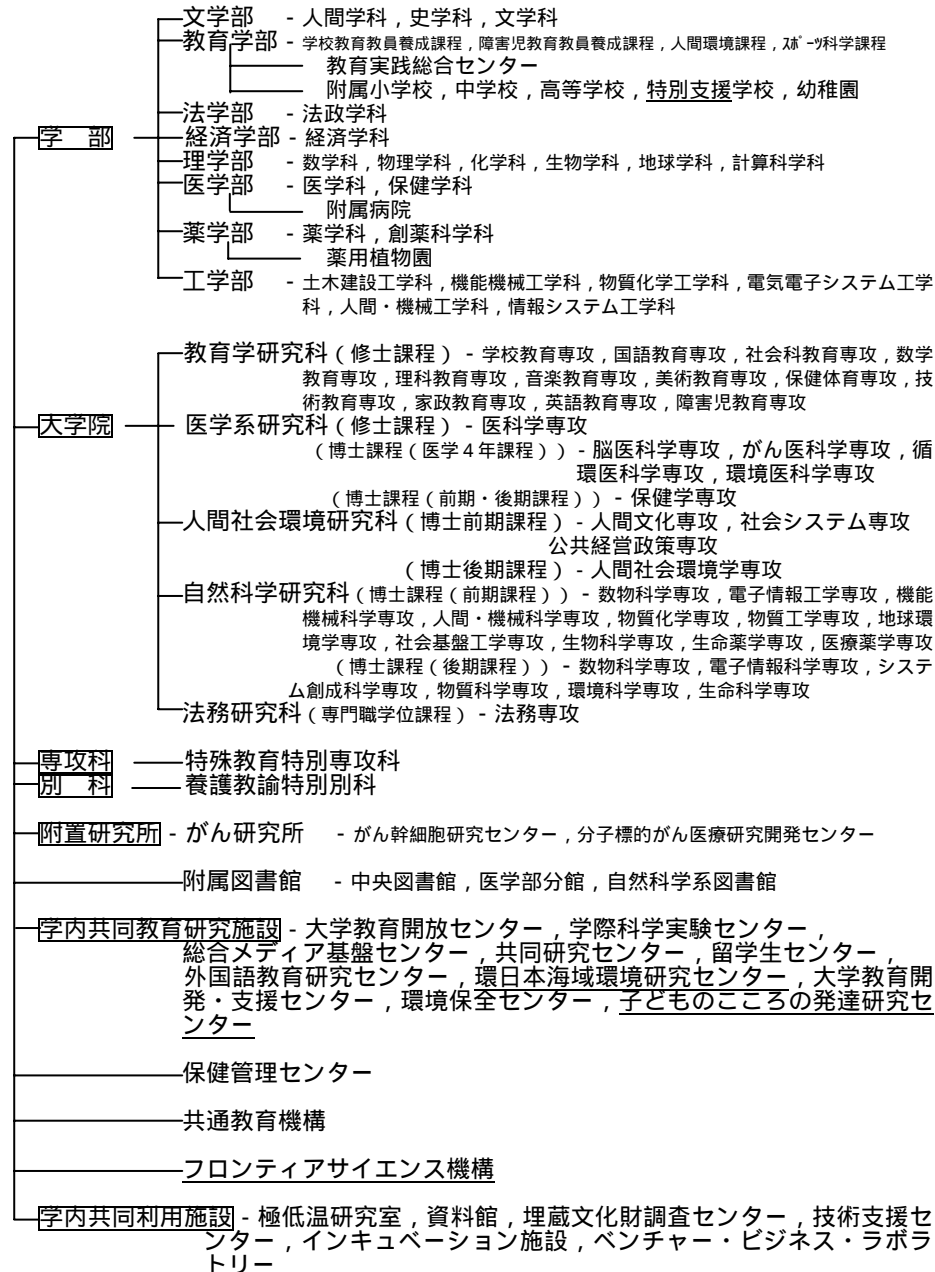 文学部 - 人間学科，史学科，文学科
教育学部 - 学校教育教員養成課程，障害児教育教員養成課程，人間環境課程，ｽﾎﾟｰﾂ科学課程
教育実践総合センター
附属小学校，中学校，高等学校，特別支援学校，幼稚園
法学部 - 法政学科
学　部
経済学部 - 経済学科
理学部 - 数学科，物理学科，化学科，生物学科，地球学科，計算科学科
医学部 - 医学科，保健学科
附属病院
薬学部 - 薬学科，創薬科学科
薬用植物園
工学部 - 土木建設工学科，機能機械工学科，物質化学工学科，電気電子システム工学
科，人間・機械工学科，情報システム工学科
教育学研究科（修士課程）- 学校教育専攻，国語教育専攻，社会科教育専攻，数学
教育専攻，理科教育専攻，音楽教育専攻，美術教育専攻，保健体育専攻，技
術教育専攻，家政教育専攻，英語教育専攻，障害児教育専攻
大学院
医学系研究科（修士課程）- 医科学専攻
（博士課程（医学４年課程））- 脳医科学専攻，がん医科学専攻，循
環医科学専攻，環境医科学専攻
（博士課程（前期・後期課程））- 保健学専攻
人間社会環境研究科（博士前期課程）- 人間文化専攻，社会システム専攻
公共経営政策専攻
（博士後期課程）- 人間社会環境学専攻
自然科学研究科（博士課程（前期課程））- 数物科学専攻，電子情報工学専攻，機能
機械科学専攻，人間・機械科学専攻，物質化学専攻，物質工学専攻，地球環
境学専攻，社会基盤工学専攻，生物科学専攻，生命薬学専攻，医療薬学専攻
（博士課程（後期課程））- 数物科学専攻，電子情報科学専攻，システ
ム創成科学専攻，物質科学専攻，環境科学専攻，生命科学専攻
法務研究科（専門職学位課程）- 法務専攻
専攻科 特殊教育特別専攻科
別　科 養護教諭特別別科
附置研究所 - がん研究所 - がん幹細胞研究センター，分子標的がん医療研究開発センター
附属図書館 - 中央図書館，医学部分館，自然科学系図書館
学内共同教育研究施設 - 大学教育開放センター，学際科学実験センター，
総合メディア基盤センター，共同研究センター，留学生センター，
外国語教育研究センター，環日本海域環境研究センター，大学教育開
発・支援センター，環境保全センター，子どものこころの発達研究セ
ンター
保健管理センター
共通教育機構
フロンティアサイエンス機構
学内共同利用施設 - 極低温研究室，資料館，埋蔵文化財調査センター，技術支援セ
ンター，インキュベーション施設，ベンチャー・ビジネス・ラボラ
トリー